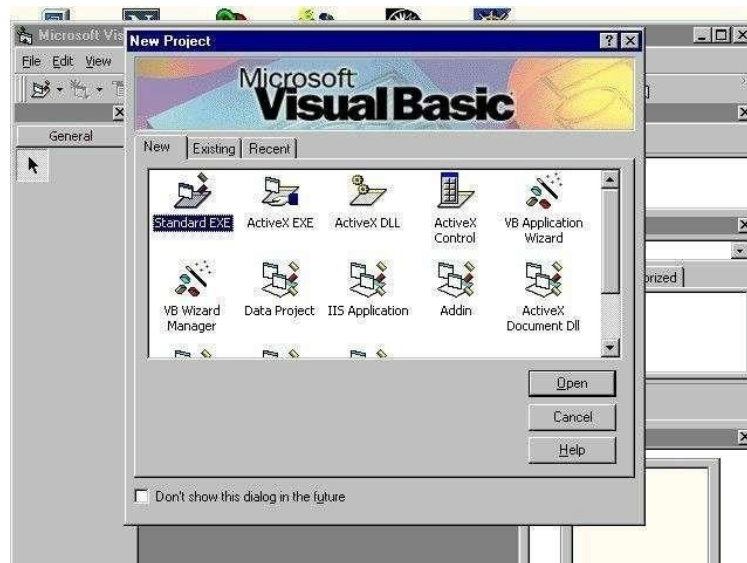 Microsoft Vis
New Project
File Edit View
General
Microsoft
Visual Basic
New Existing Recent
Standard EXE
ActiveX EXE
ActiveX DLL
ActiveX Control
VB Application Wizard
VB Wizard Manager
Data Project
IIS Application
Addin
ActiveX Document Dll
orized
Open
Cancel
Help
Don't show this dialog in the future